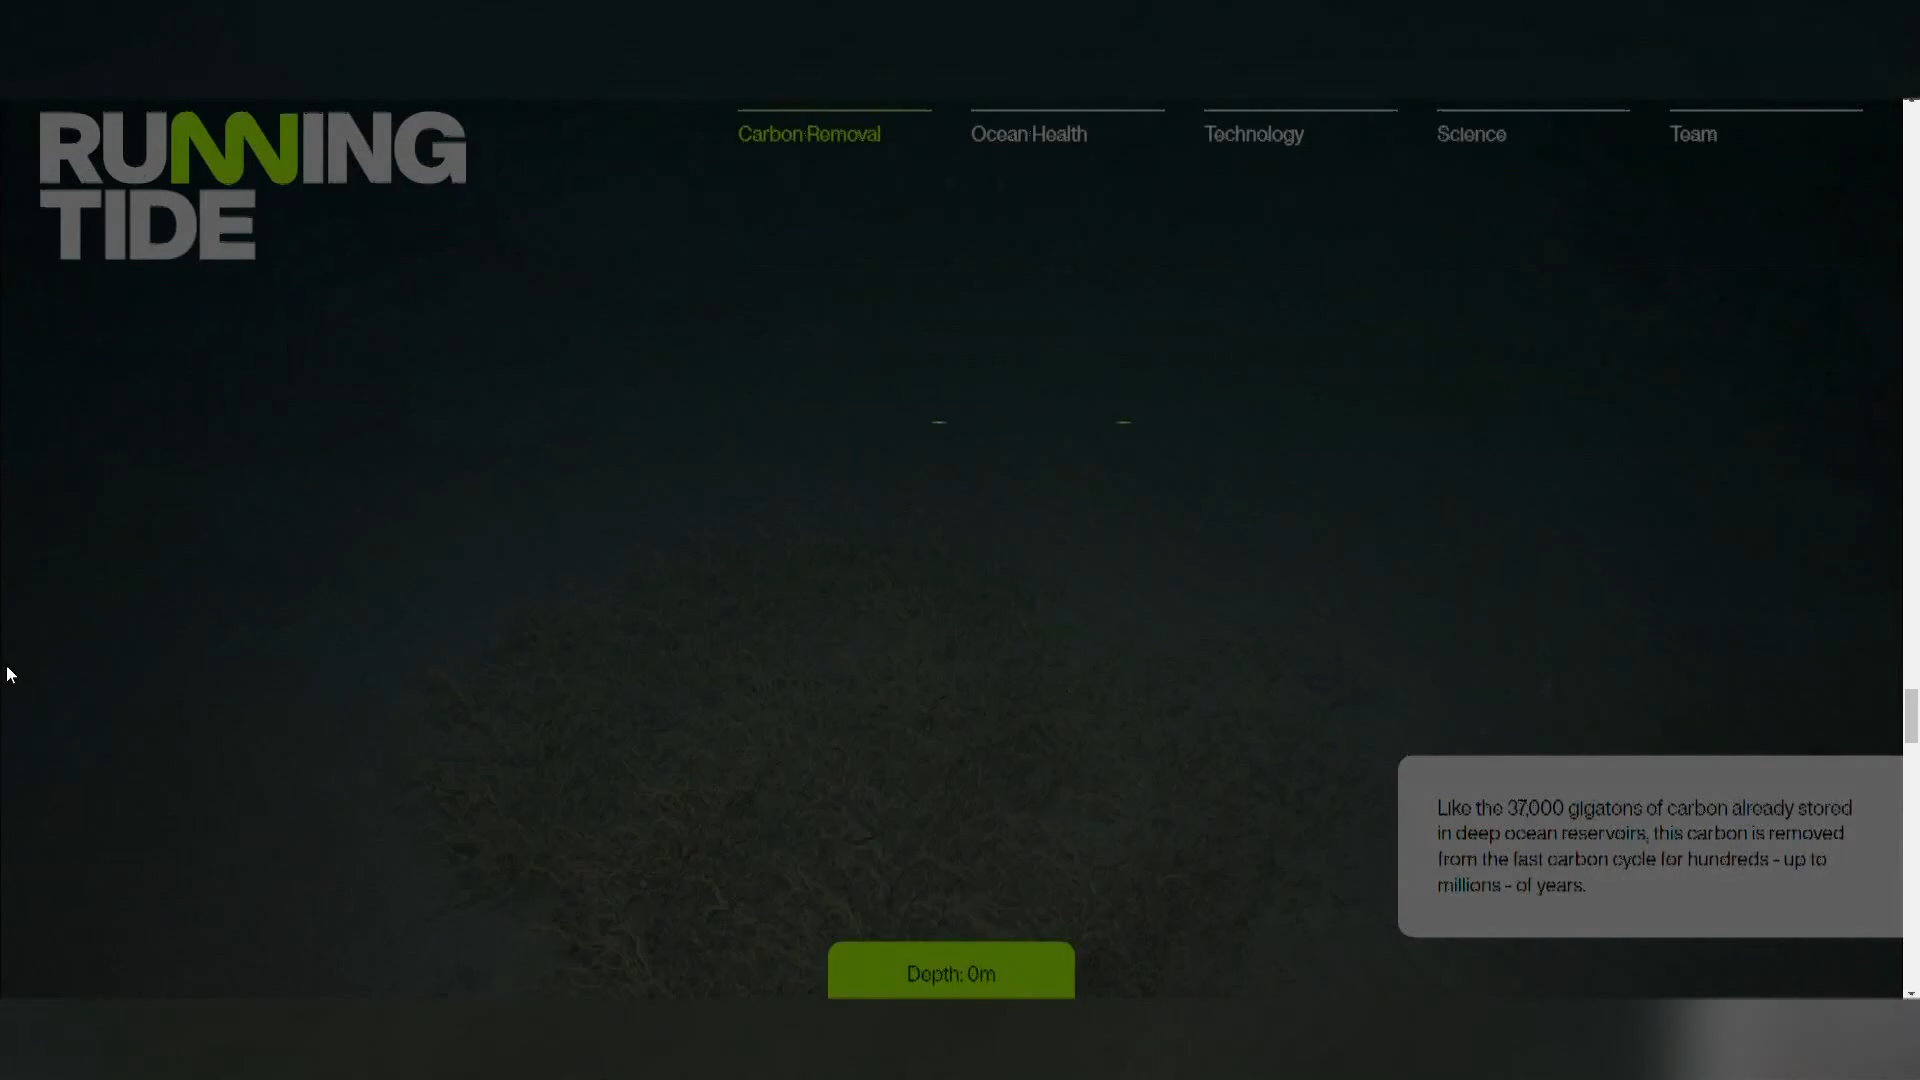 RUNNING
TIDE
Carbon Removal
Ocean Health
Technology
Science
Team
Like the 37,000 gigatons of carbon already stored
in deep ocean reservoirs, this carbon is removed
from the fast carbon cycle for hundreds - up to
millions - of years.
Depth: 0m